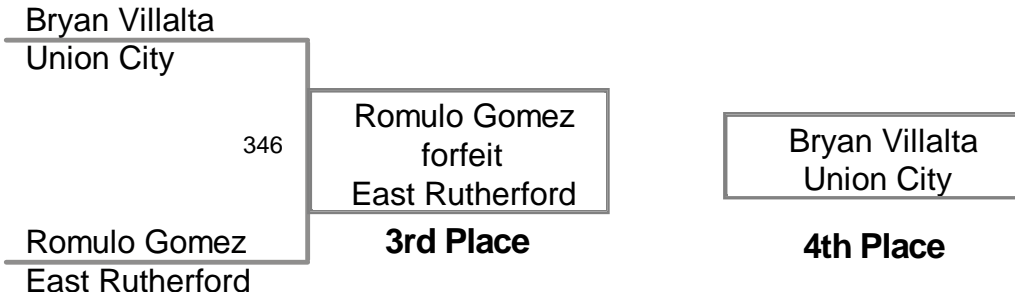 Bryan Villalta
Union City
346
Romulo Gomez
East Rutherford
Romulo Gomez
forfeit
East Rutherford
3rd Place
Bryan Villalta
Union City
4th Place